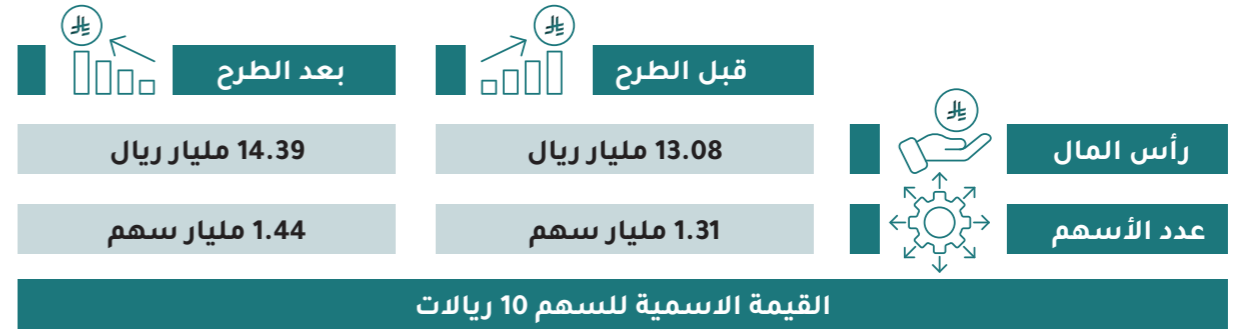 قبل الطرح
بعد الطرح
رأس المال
13.08 مليار ريال
14.39 مليار ريال
عدد الأسهم
1.31 مليار سهم
1.44 مليار سهم
القيمة الاسمية للسهم 10 ريالات